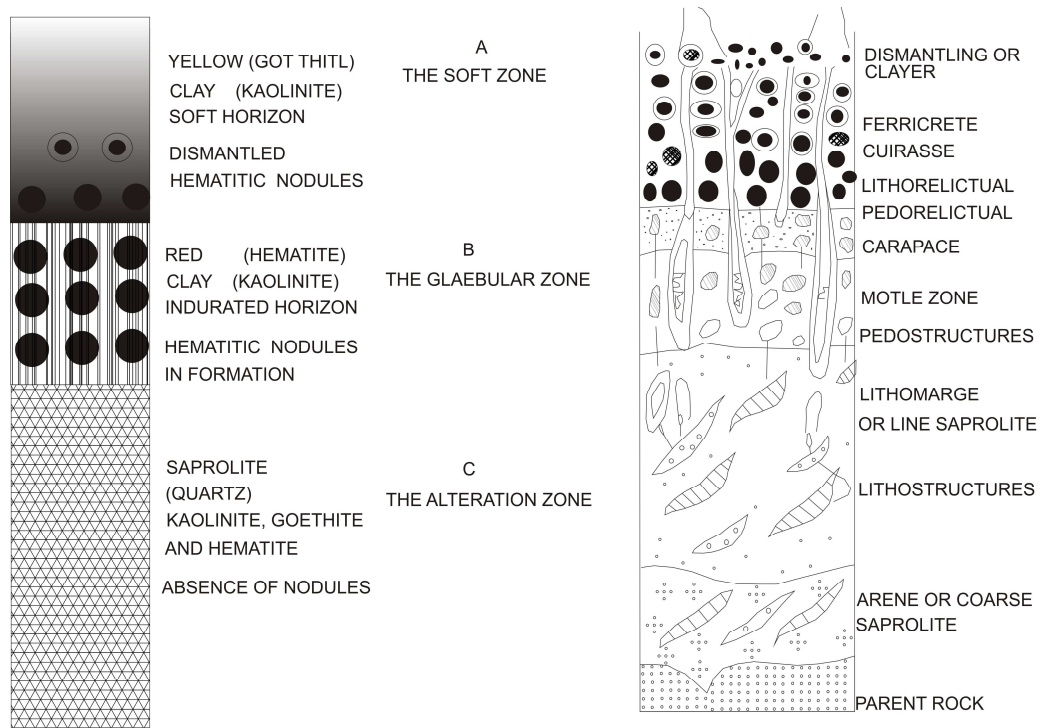 YELLOW (GOT THITL)
CLAY (KAOLINITE)
SOFT HORIZON
DISMANTLED
HEMATITIC NODULES
A
THE SOFT ZONE
RED (HEMATITE)
CLAY (KAOLINITE)
INDURATED HORIZON
HEMATITIC NODULES
IN FORMATION
B
THE GLAEBULAR ZONE
SAPROLITE
(QUARTZ)
KAOLINITE, GOETHITE
AND HEMATITE
ABSENCE OF NODULES
C
THE ALTERATION ZONE
DISMANTLING OR
CLAYER
FERRICRETE
CUIRASSE
LITHORELICTUAL
PEDORELICTUAL
CARAPACE
MOTLE ZONE
PEDOSTRUCTURES
LITHOMARGE
OR LINE SAPROLITE
LITHOSTRUCTURES
ARENE OR COARSE
SAPROLITE
PARENT ROCK